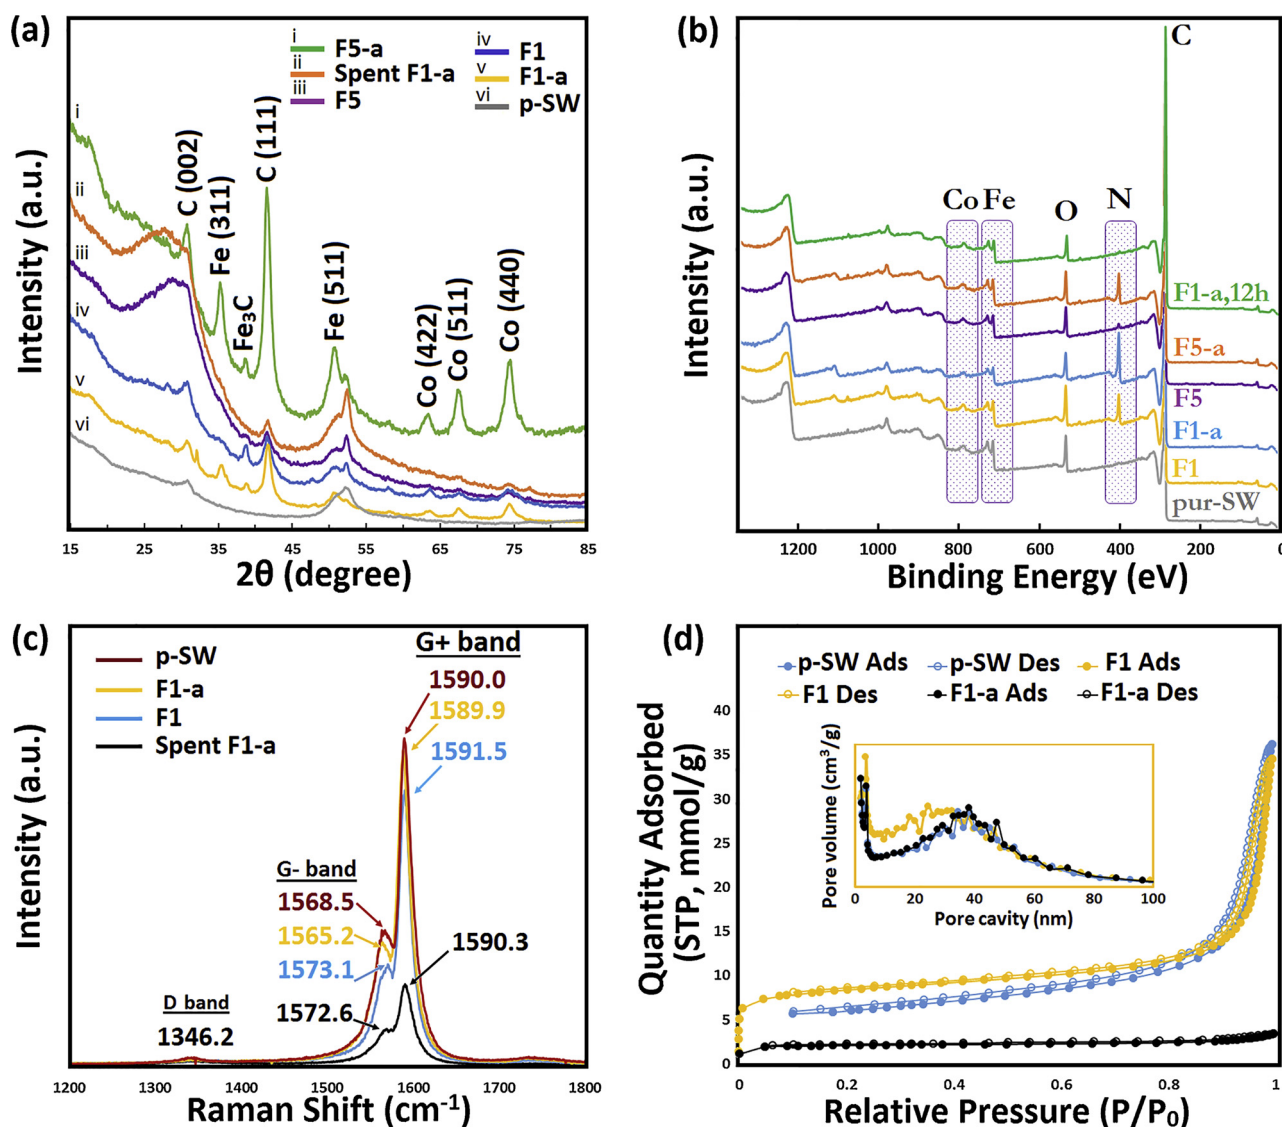 (a)
i
F5-a
ii
Spent F1-a
iii
F5
iv
F1
v
F1-a
vi
p-SW
Intensity (a.u.)
i
ii
iii
iv
v
vi
C (002)
Fe (311)
Fe3C
C (111)
Fe (511)
Co (422)
Co (511)
Co (440)
15 25 35 45 55 65 75 85
2θ (degree)
(b)
Intensity (a.u.)
C
Co Fe O N
F1-a,12h
F5-a
F5
F1-a
F1
pur-SW
1200 1000 800 600 400 200 0
Binding Energy (eV)
(c)
p-SW
F1-a
F1
Spent F1-a
Intensity (a.u.)
G+ band
1590.0
1589.9
1591.5
G- band
1568.5
1565.2
1573.1
1572.6
1590.3
D band
1346.2
1200 1300 1400 1500 1600 1700 1800
Raman Shift (cm-1)
(d)
p-SW Ads p-SW Des F1 Ads
F1 Des F1-a Ads F1-a Des
Quantity Adsorbed
(STP, mmol/g)
40
35
30
25
20
15
10
5
0
Pore volume (cm3/g)
0 20 40 60 80 100
Pore cavity (nm)
0 0.2 0.4 0.6 0.8 1
Relative Pressure (P/P0)